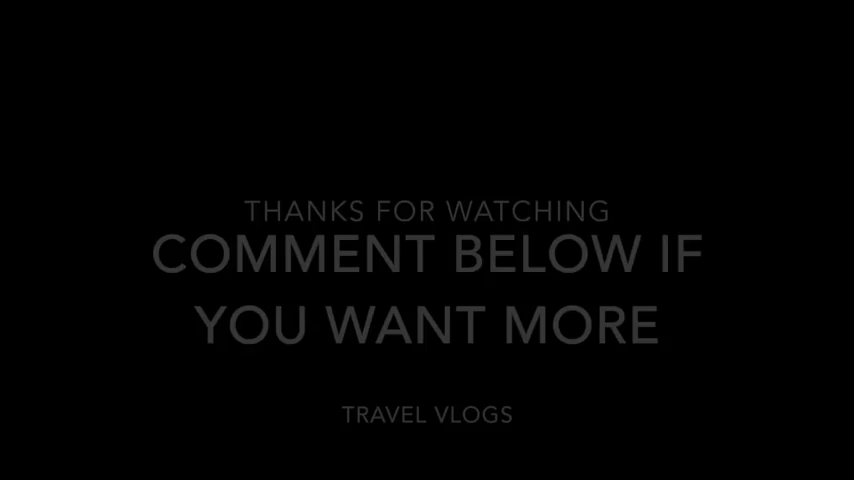 THANKS FOR WATCHING
COMMENT BELOW IF
YOU WANT MORE
TRAVEL VLOGS